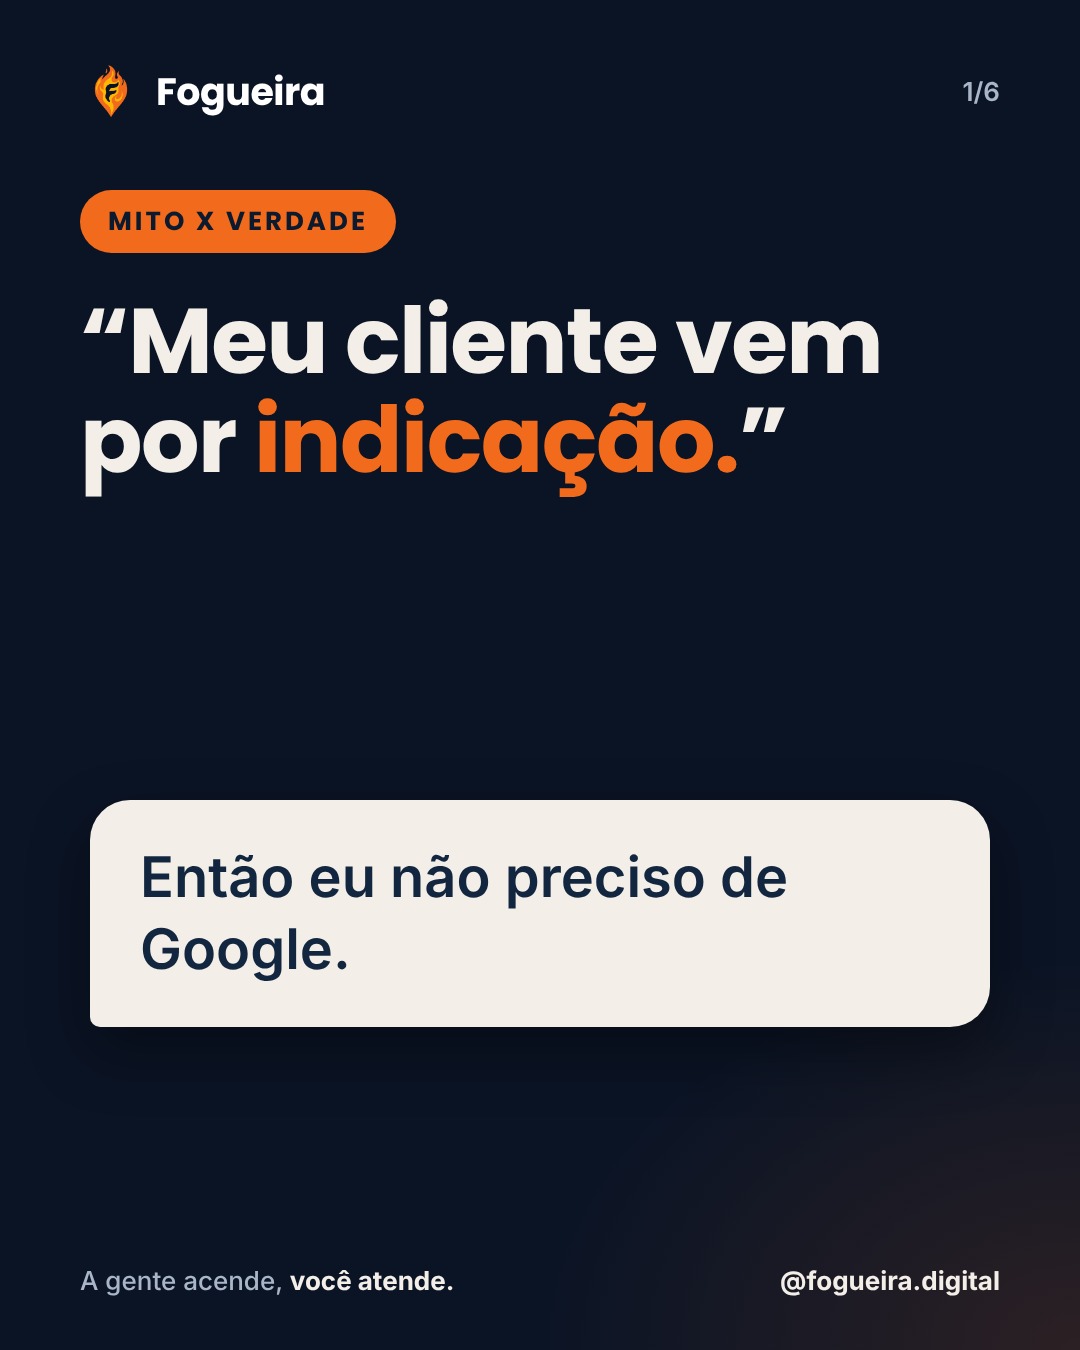 Fogueira
1/6
MITO X VERDADE
“Meu cliente vem
por indicação.”
Então eu não preciso de
Google.
A gente acende, você atende.
@fogueira.digital